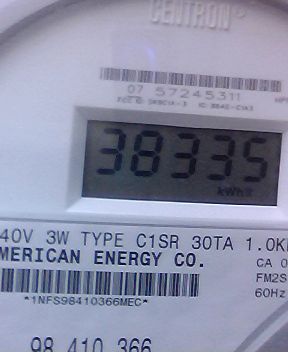 CENTRON®
07 57245311
38335
kWh
40V 3W TYPE C1SR 30TA 1.0K
MERICAN ENERGY CO.
CA 0
FM2S
60Hz
*1NFS98410366MEC*
98 410 366